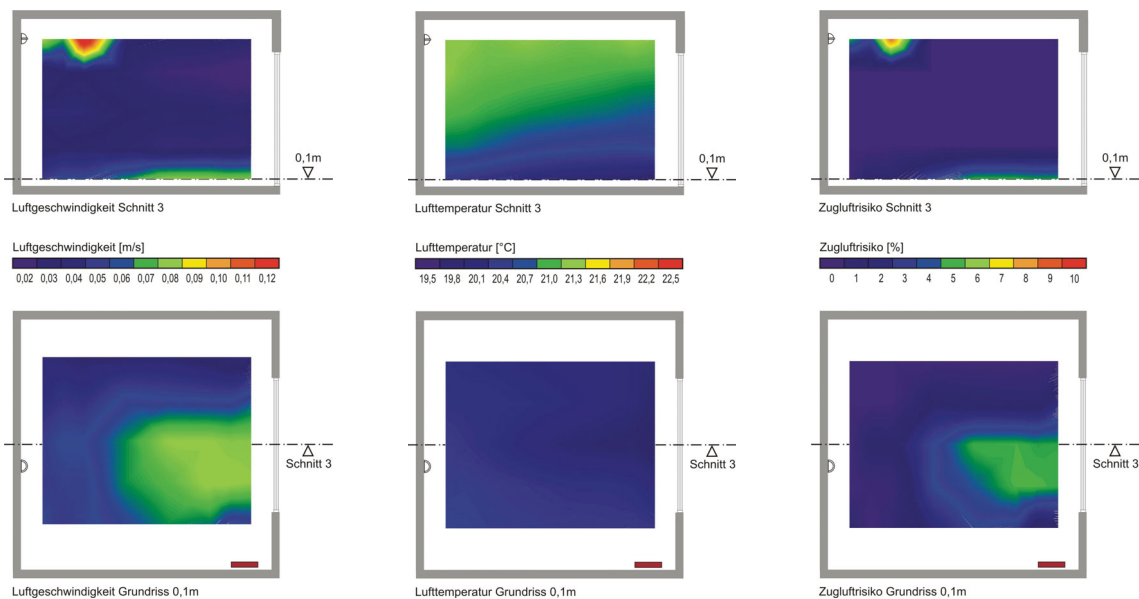 0,1m
0,1m
0,1m
Luftgeschwindigkeit Schnitt 3
Lufttemperatur Schnitt 3
Zugluftrisiko Schnitt 3
Luftgeschwindigkeit [m/s]
0,02 0,03 0,04 0,05 0,06 0,07 0,08 0,09 0,10 0,11 0,12
Lufttemperatur [°C]
19,5 19,8 20,1 20,4 20,7 21,0 21,3 21,6 21,9 22,2 22,5
Zugluftrisiko [%]
0 1 2 3 4 5 6 7 8 9 10
Schnitt 3
Schnitt 3
Schnitt 3
Luftgeschwindigkeit Grundriss 0,1m
Lufttemperatur Grundriss 0,1m
Zugluftrisiko Grundriss 0,1m